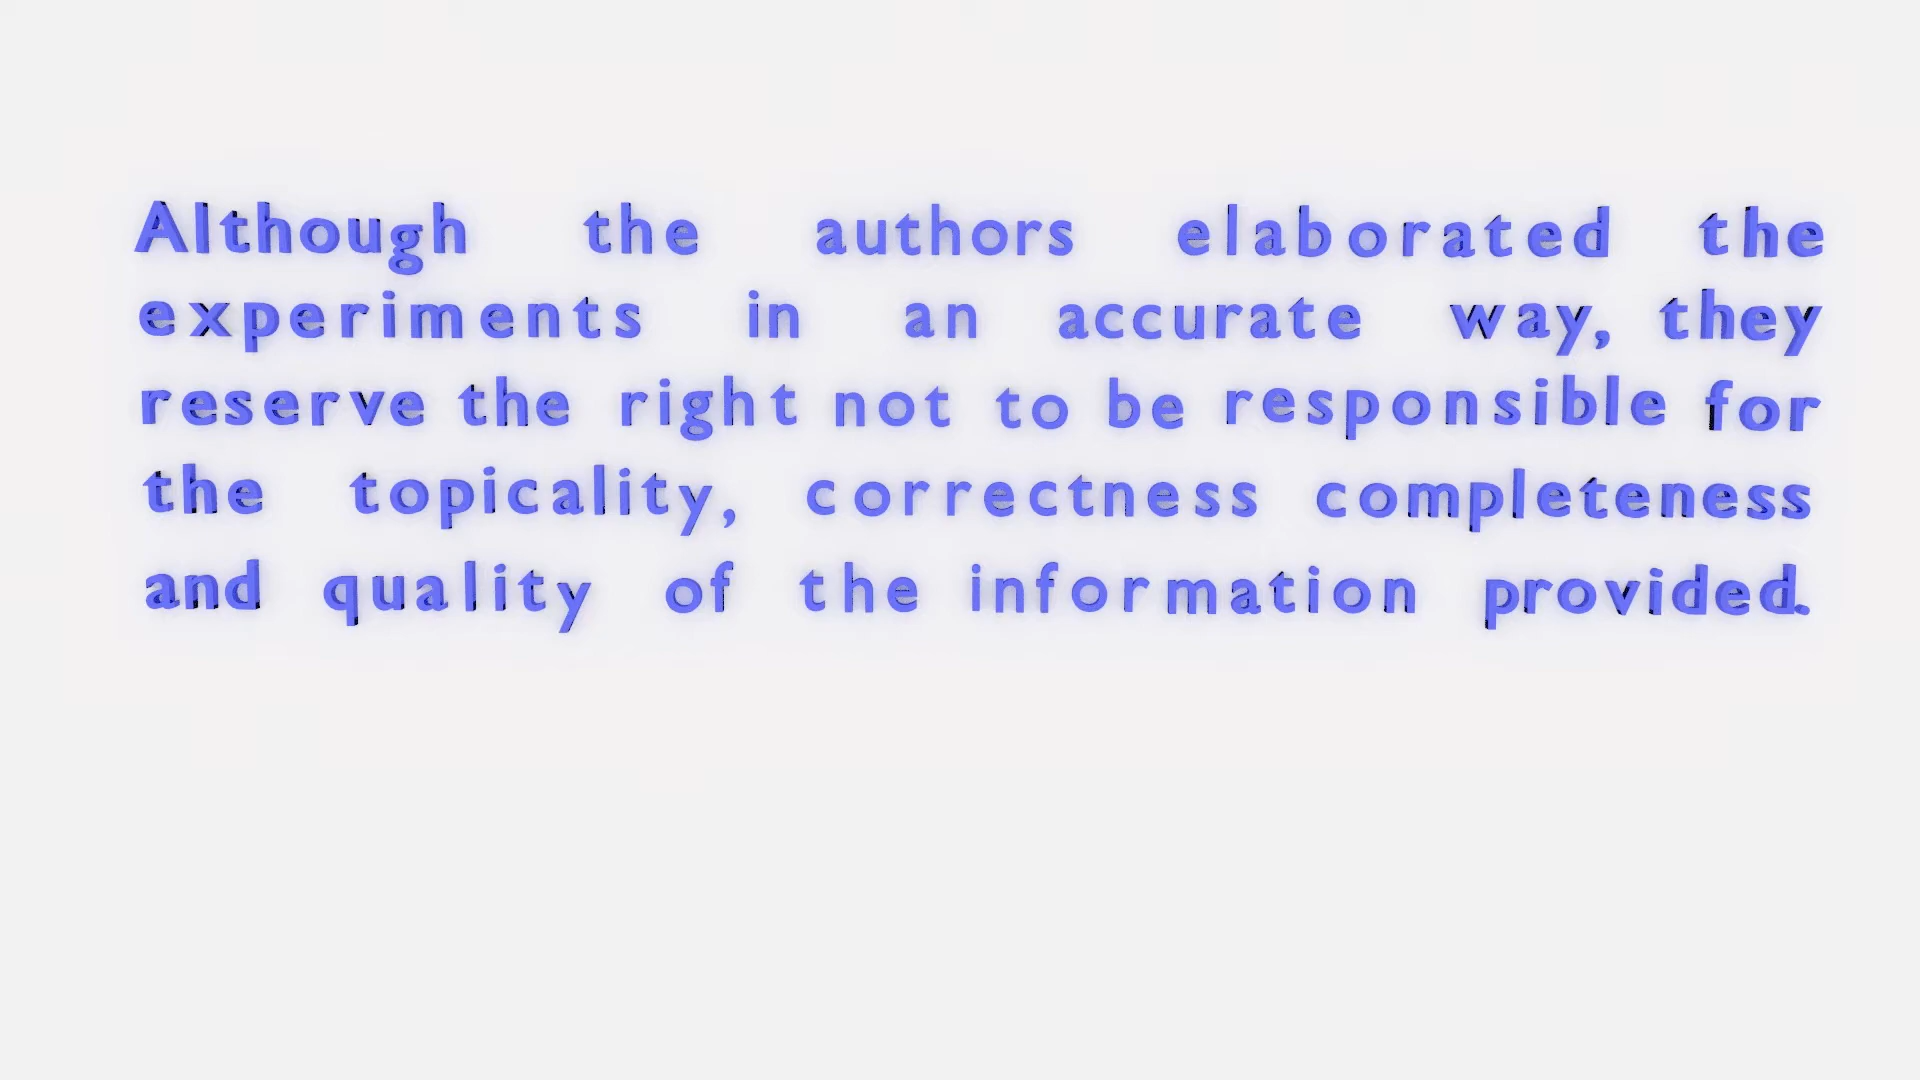 Although the authors elaborated the
experiments in an accurate way, they
reserve the right not to be responsible for
the topicality, correctness completeness
and quality of the information provided.